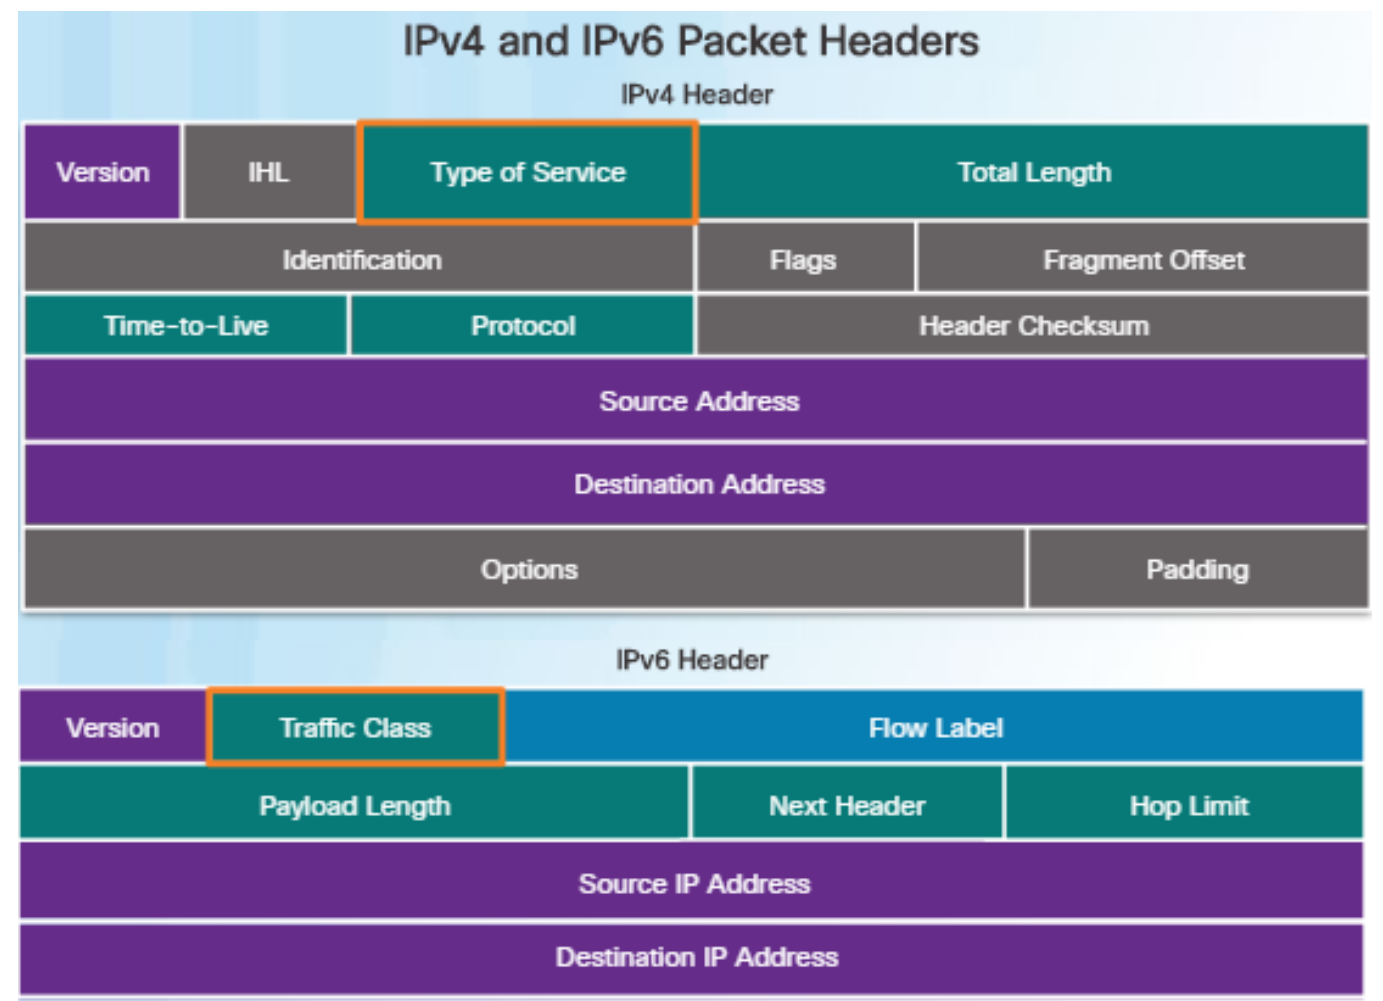 IPv4 and IPv6 Packet Headers
IPv4 Header
Version IHL Type of Service Total Length
Identification Flags Fragment Offset
Time-to-Live Protocol Header Checksum
Source Address
Destination Address
Options Padding
IPv6 Header
Version Traffic Class Flow Label
Payload Length Next Header Hop Limit
Source IP Address
Destination IP Address